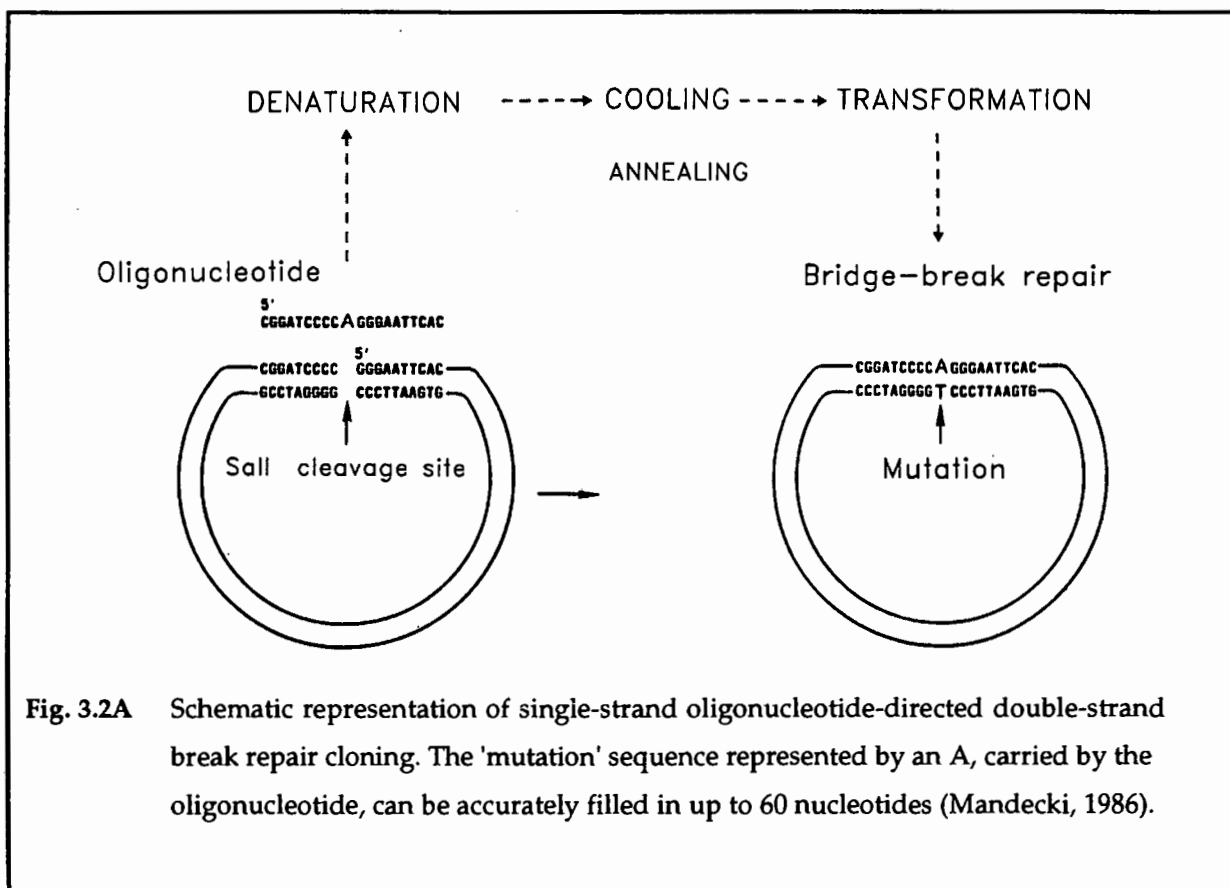 DENATURATION COOLING TRANSFORMATION
ANNEALING
Oligonucleotide
5'
CGGATCCCCAGGGAATTCAC
5'
CGGATCCCC GGGAATTCAC
GCCTAGGGG CCCTTAAGTG
SalI cleavage site
Bridge-break repair
CGGATCCCCAGGGAATTCAC
CCCTAGGGGTCCCTTAAGTG
Mutation
Fig. 3.2A Schematic representation of single-strand oligonucleotide-directed double-strand
break repair cloning. The 'mutation' sequence represented by an A, carried by the
oligonucleotide, can be accurately filled in up to 60 nucleotides (Mandecki, 1986).